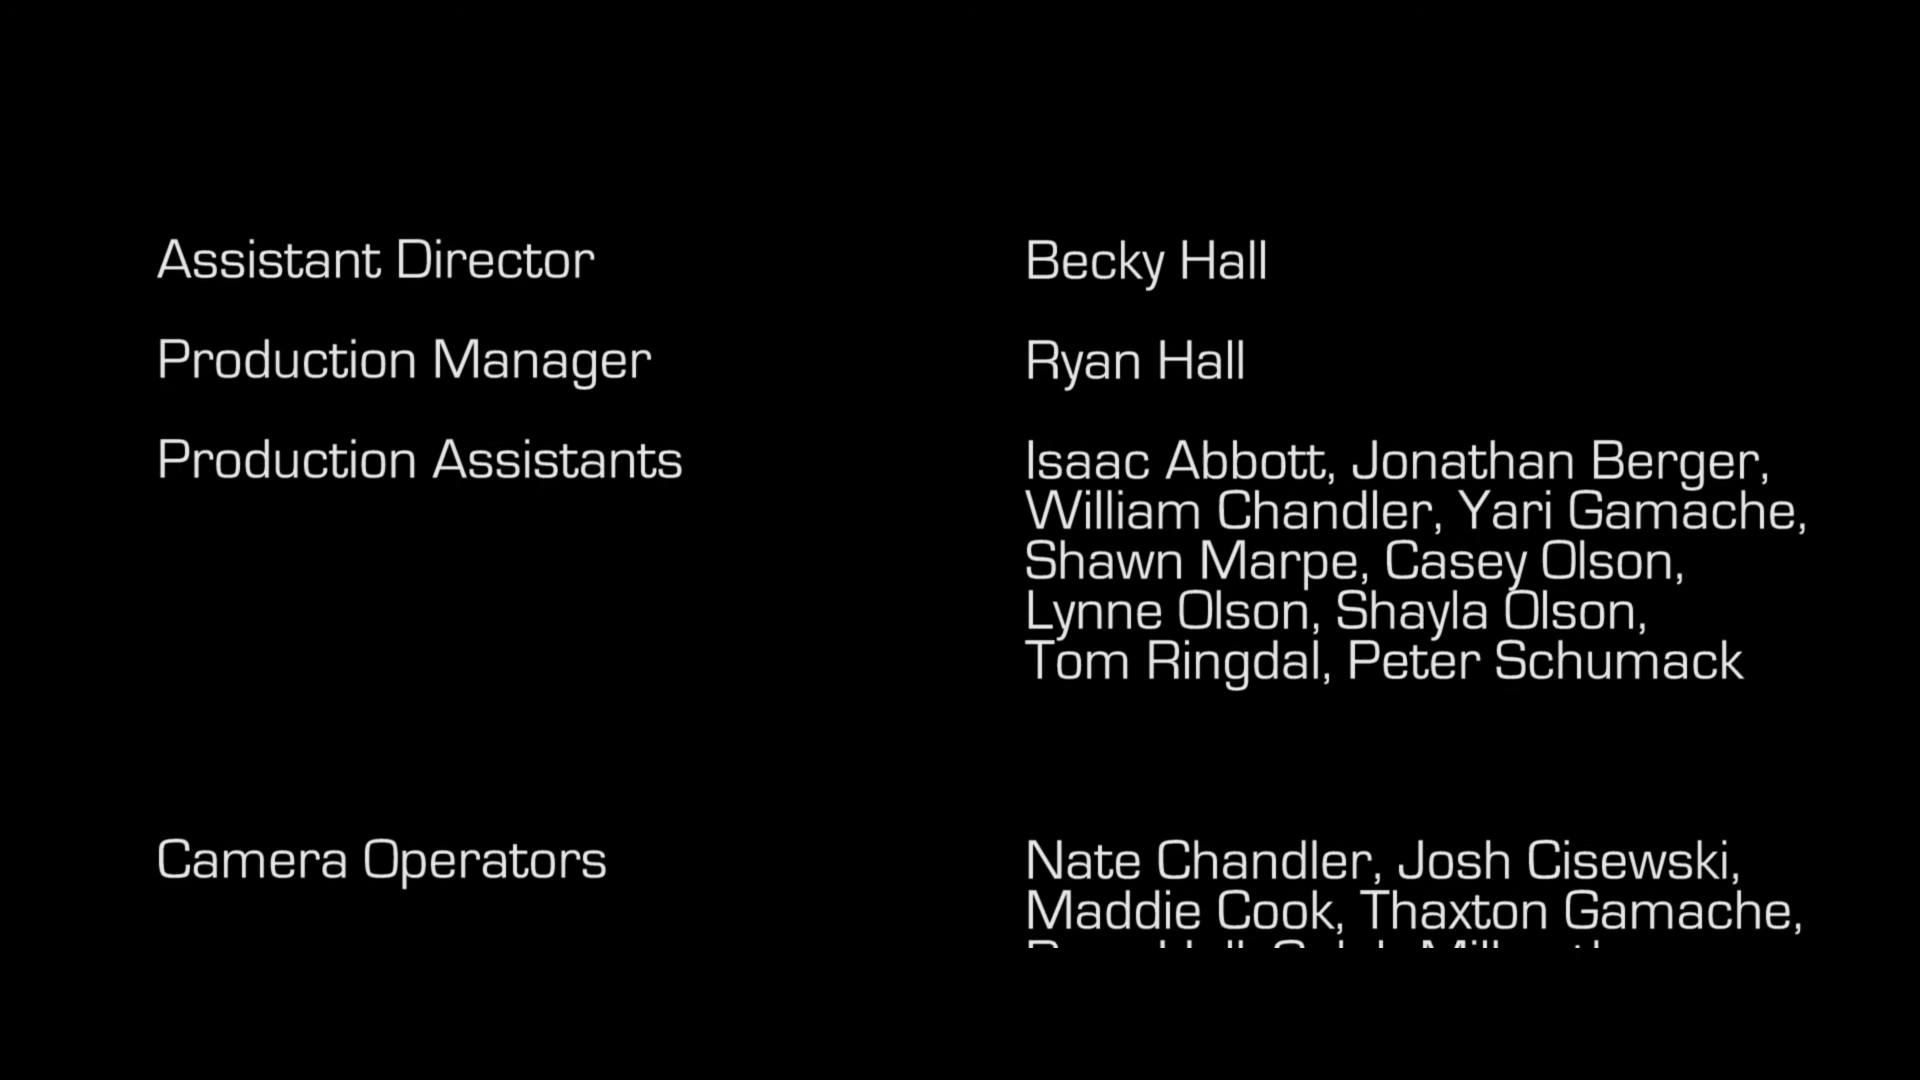 Assistant Director Becky Hall
Production Manager Ryan Hall
Production Assistants Isaac Abbott, Jonathan Berger,
William Chandler, Yari Gamache,
Shawn Marpe, Casey Olson,
Lynne Olson, Shayla Olson,
Tom Ringdal, Peter Schumack
Camera Operators Nate Chandler, Josh Cisewski,
Maddie Cook, Thaxton Gamache,